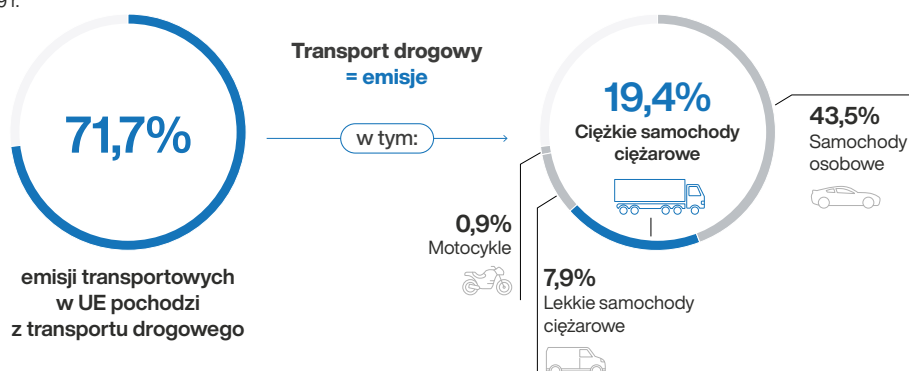 71,7%
emisji transportowych
w UE pochodzi
z transportu drogowego
Transport drogowy
= emisje
w tym:
19,4%
Ciężkie samochody
ciężarowe
43,5%
Samochody
osobowe
0,9%
Motocykle
7,9%
Lekkie samochody
ciężarowe